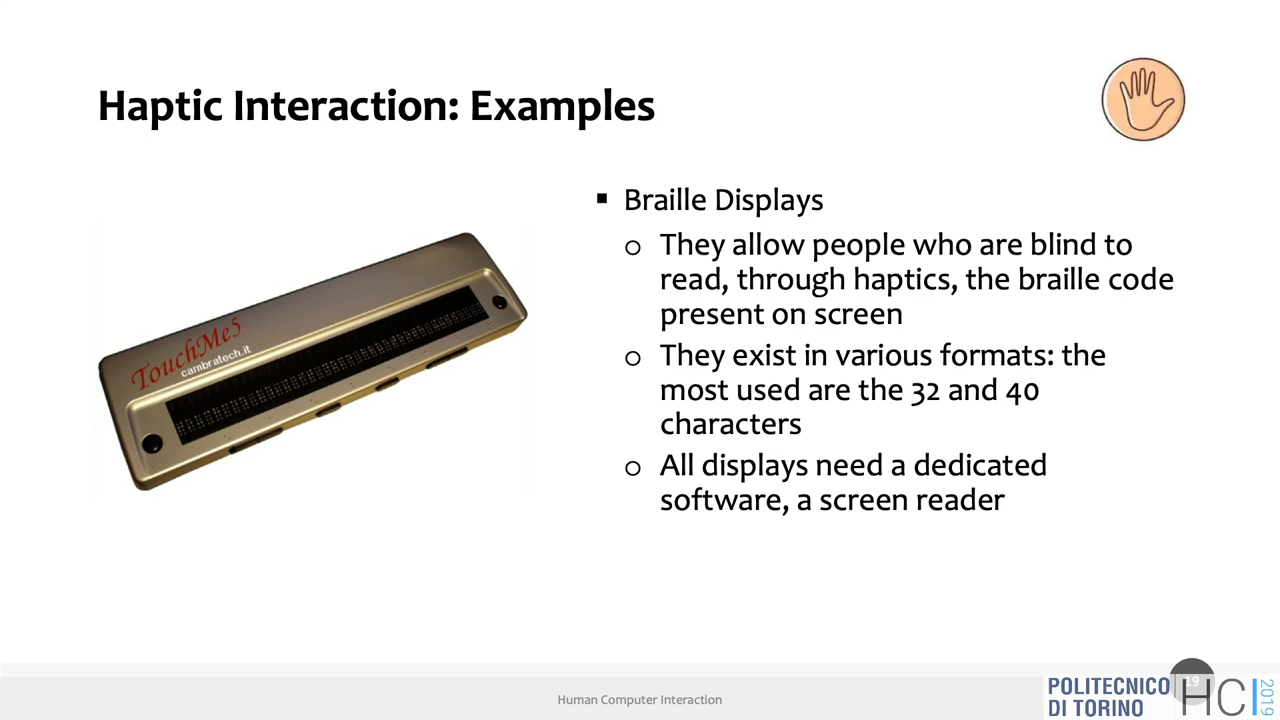 Haptic Interaction: Examples
TouchMe5
cambratech.it
▪ Braille Displays
o They allow people who are blind to
read, through haptics, the braille code
present on screen
o They exist in various formats: the
most used are the 32 and 40
characters
o All displays need a dedicated
software, a screen reader
Human Computer Interaction
POLITECNICO
DI TORINO
19
HCI
2019